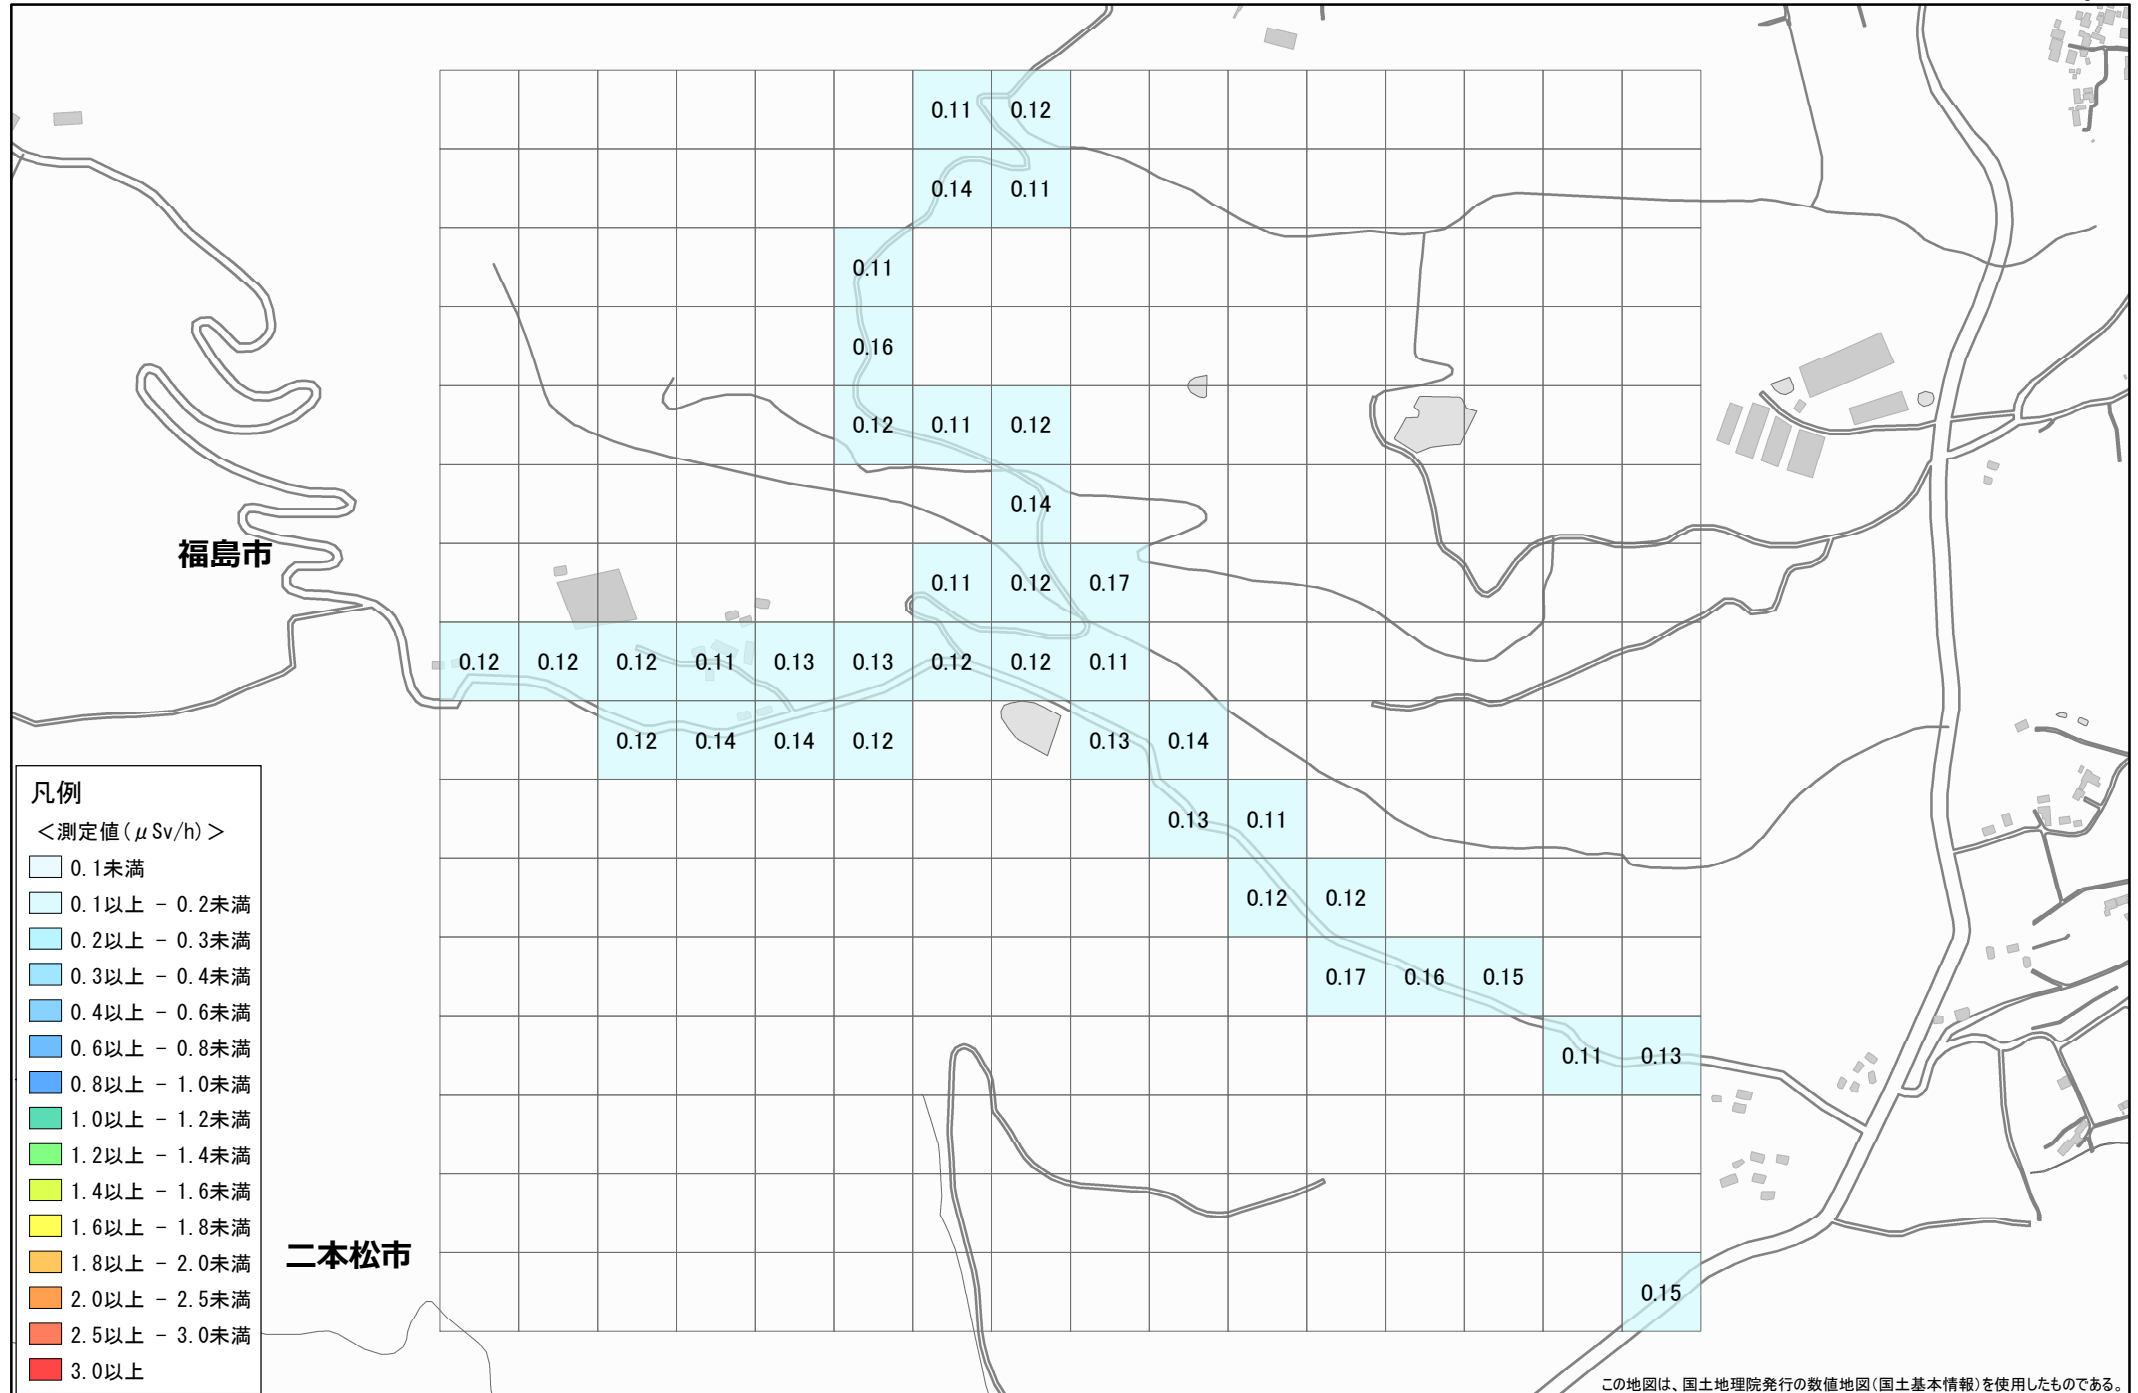 0.11 0.12
0.14 0.11
0.11
0.16
0.12 0.11 0.12
0.14
福島市
0.11 0.12 0.17
0.12 0.12 0.12 0.11 0.13 0.13 0.12 0.12 0.11
0.12 0.14 0.14 0.12 0.13 0.14
0.13 0.11
0.12 0.12
0.17 0.16 0.15
0.11 0.13
二本松市
0.15
凡例
＜測定値(μSv/h)＞
0.1未満
0.1以上 － 0.2未満
0.2以上 － 0.3未満
0.3以上 － 0.4未満
0.4以上 － 0.6未満
0.6以上 － 0.8未満
0.8以上 － 1.0未満
1.0以上 － 1.2未満
1.2以上 － 1.4未満
1.4以上 － 1.6未満
1.6以上 － 1.8未満
1.8以上 － 2.0未満
2.0以上 － 2.5未満
2.5以上 － 3.0未満
3.0以上
この地図は、国土地理院発行の数値地図(国土基本情報)を使用したものである。